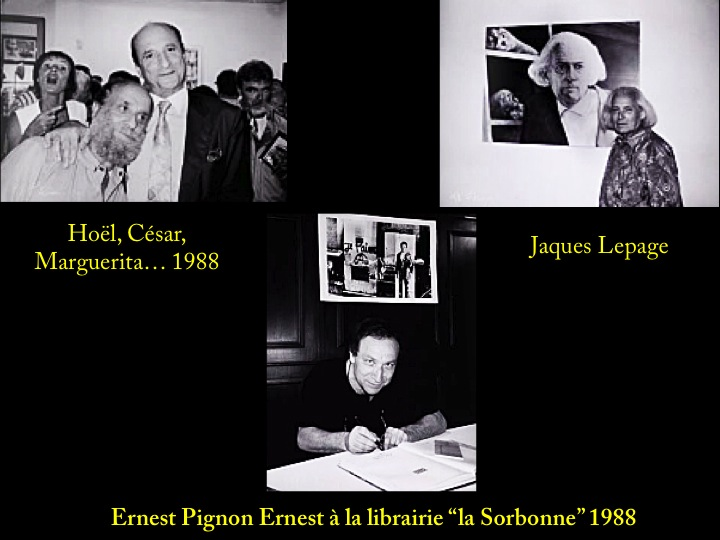 Hoël, César,
Marguerita… 1988
Jaques Lepage
Ernest Pignon Ernest à la librairie “la Sorbonne” 1988